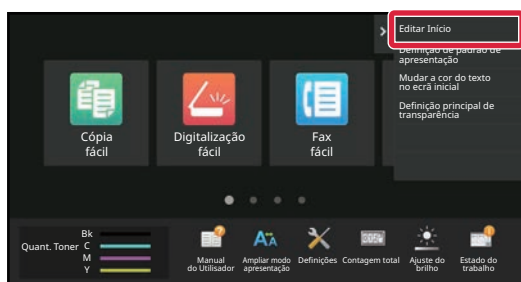 Editar Início
Definição de padrão de
apresentação
Mudar a cor do texto
no ecrã inicial
Definição principal de
transparência
Cópia
fácil
Digitalização
fácil
Fax
fácil
Quant. Toner
Bk
C
M
Y
Manual
do Utilisador
Ampliar modo
apresentação
Definições
Contagem total
Ajuste do
brilho
Estado do
trabalho